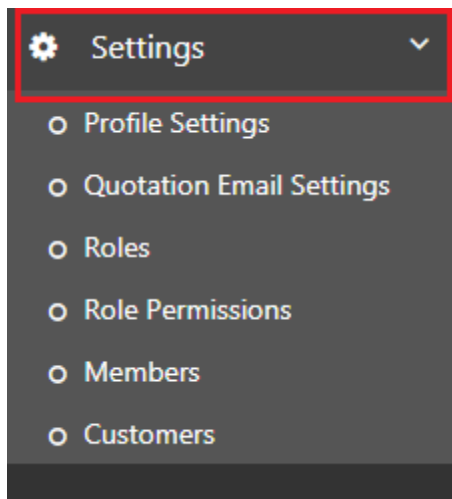 Settings
Profile Settings
Quotation Email Settings
Roles
Role Permissions
Members
Customers